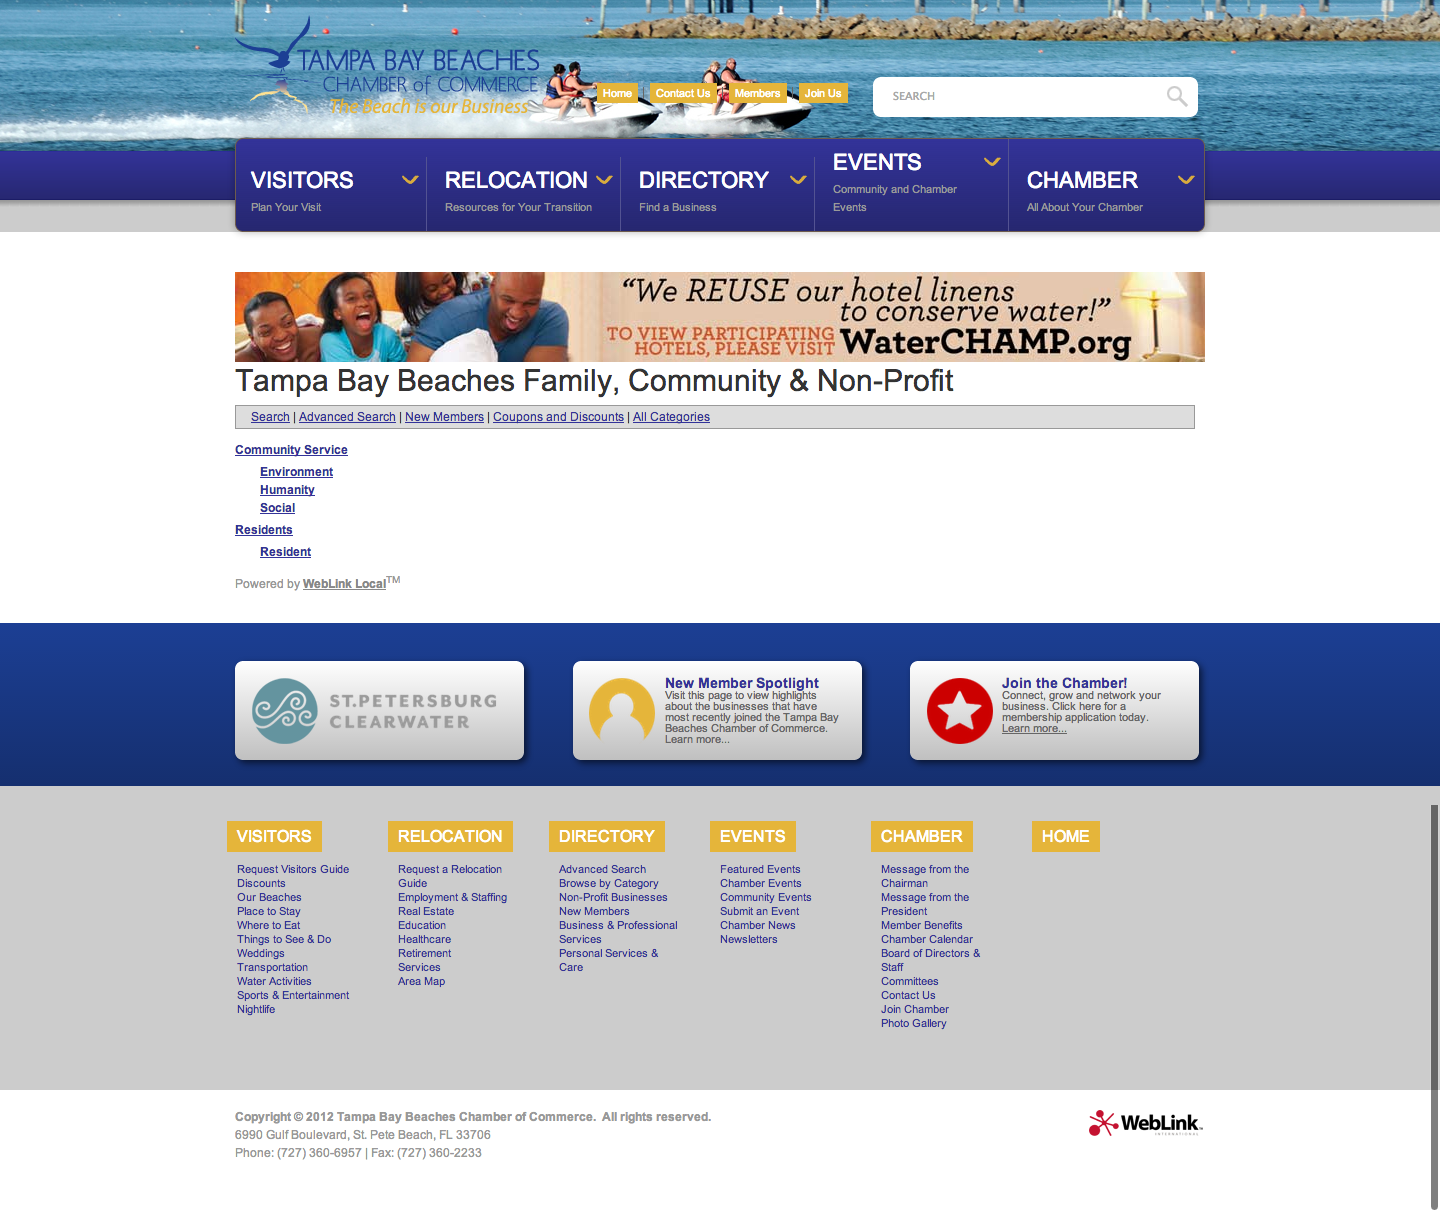 TAMPA BAY BEACHES
CHAMBER of COMMERCE
The Beach is our Business
Home
Contact Us
Members
Join Us
SEARCH
VISITORS
Plan Your Visit
RELOCATION
Resources for Your Transition
DIRECTORY
Find a Business
EVENTS
Community and Chamber
Events
CHAMBER
All About Your Chamber
“We REUSE our hotel linens
to conserve water!”
TO VIEW PARTICIPATING
HOTELS, PLEASE VISIT
WaterCHAMP.org
Tampa Bay Beaches Family, Community & Non-Profit
Search | Advanced Search | New Members | Coupons and Discounts | All Categories
Community Service
Environment
Humanity
Social
Residents
Resident
Powered by WebLink Local™
ST.PETERSBURG
CLEARWATER
New Member Spotlight
Visit this page to view highlights
about the businesses that have
most recently joined the Tampa Bay
Beaches Chamber of Commerce.
Learn more...
Join the Chamber!
Connect, grow and network your
business. Click here for a
membership application today.
Learn more...
VISITORS
Request Visitors Guide
Discounts
Our Beaches
Place to Stay
Where to Eat
Things to See & Do
Weddings
Transportation
Water Activities
Sports & Entertainment
Nightlife
RELOCATION
Request a Relocation
Guide
Employment & Staffing
Real Estate
Education
Healthcare
Retirement
Services
Area Map
DIRECTORY
Advanced Search
Browse by Category
Non-Profit Businesses
New Members
Business & Professional
Services
Personal Services &
Care
EVENTS
Featured Events
Chamber Events
Community Events
Submit an Event
Chamber News
Newsletters
CHAMBER
Message from the
Chairman
Message from the
President
Member Benefits
Chamber Calendar
Board of Directors &
Staff
Committees
Contact Us
Join Chamber
Photo Gallery
HOME
Copyright © 2012 Tampa Bay Beaches Chamber of Commerce. All rights reserved.
6990 Gulf Boulevard, St. Pete Beach, FL 33706
Phone: (727) 360-6957 | Fax: (727) 360-2233
WebLink
INTERNATIONAL